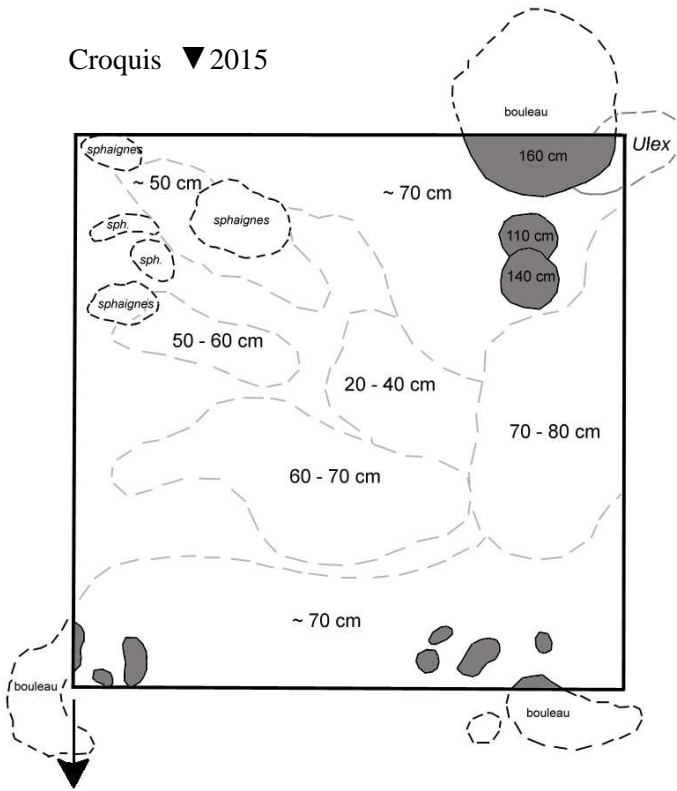 Croquis ▼2015
bouleau
Ulex
sphaignes
160 cm
~ 50 cm
~ 70 cm
sphaignes
sph.
110 cm
sph.
140 cm
sphaignes
50 - 60 cm
20 - 40 cm
70 - 80 cm
60 - 70 cm
~ 70 cm
bouleau
bouleau